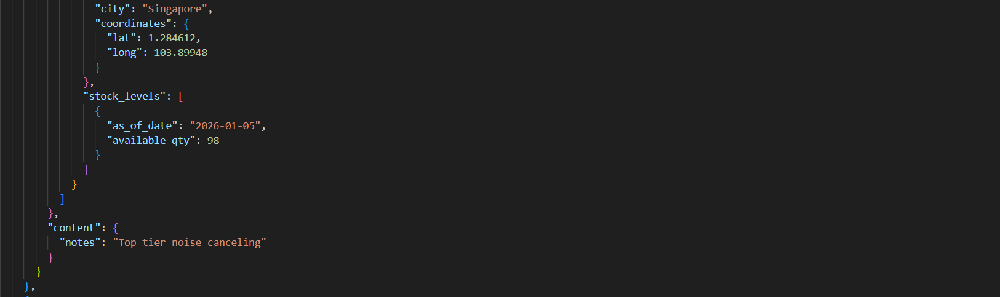 "city": "Singapore",
"coordinates": {
"lat": 1.284612,
"long": 103.89948
}
},
"stock_levels": [
{
"as_of_date": "2026-01-05",
"available_qty": 98
}
]
}
]
},
"content": {
"notes": "Top tier noise canceling"
}
}
},